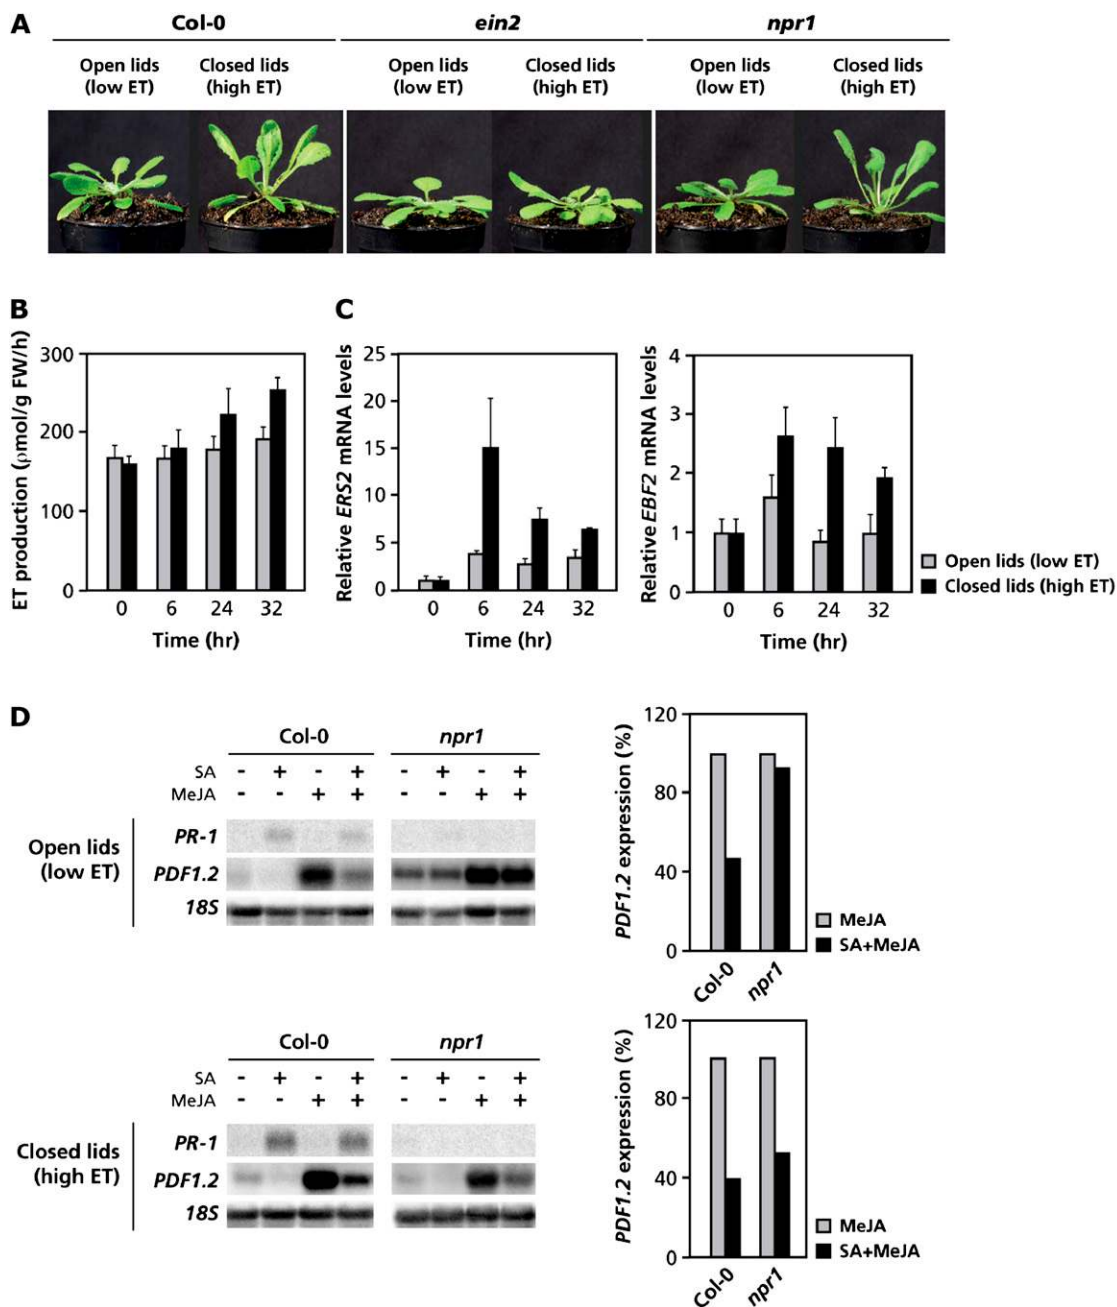 A
Col-0
ein2
npr1
Open lids
(low ET)
Closed lids
(high ET)
Open lids
(low ET)
Closed lids
(high ET)
Open lids
(low ET)
Closed lids
(high ET)
B
ET production (ρmol/g FW/h)
300
200
100
0
0 6 24 32
Time (hr)
C
Relative ERS2 mRNA levels
25
20
15
10
5
0
0 6 24 32
Time (hr)
Relative EBF2 mRNA levels
4
3
2
1
0
0 6 24 32
Time (hr)
Open lids (low ET)
Closed lids (high ET)
D
Col-0 npr1
SA - + - + - + - +
MeJA - - + + - - + +
Open lids
(low ET)
PR-1
PDF1.2
18S
PDF1.2 expression (%)
120
80
40
0
Col-0
npr1
MeJA
SA+MeJA
Col-0 npr1
SA - + - + - + - +
MeJA - - + + - - + +
Closed lids
(high ET)
PR-1
PDF1.2
18S
PDF1.2 expression (%)
120
80
40
0
Col-0
npr1
MeJA
SA+MeJA